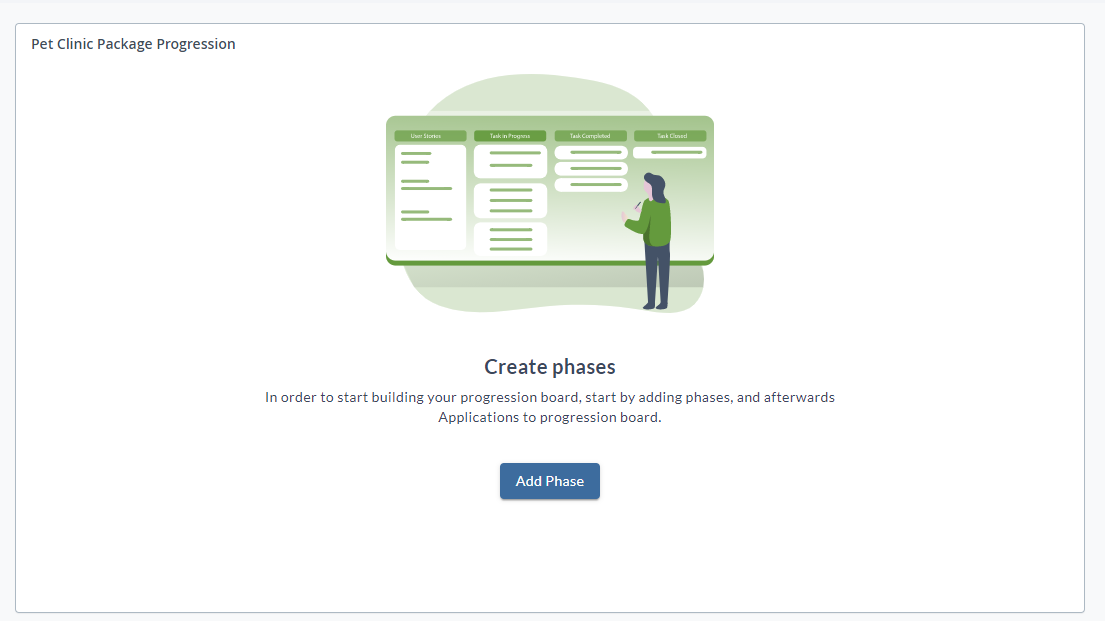 Pet Clinic Package Progression
User Stories
Task in Progress
Task Completed
Task Closed
Create phases
In order to start building your progression board, start by adding phases, and afterwards
Applications to progression board.
Add Phase